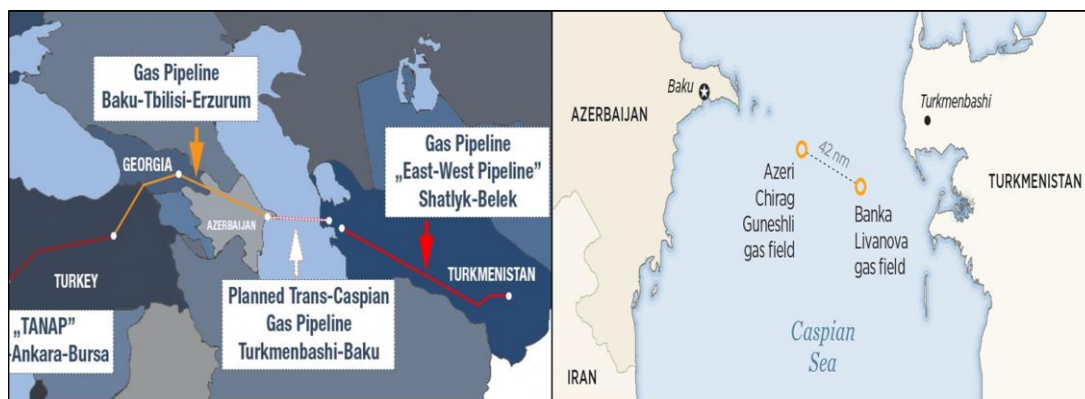 Gas Pipeline
Baku-Tbilisi-Erzurum
GEORGIA
AZERBAIJAN
Gas Pipeline
„East-West Pipeline”
Shatlyk-Belek
TURKEY
TURKMENISTAN
Planned Trans-Caspian
Gas Pipeline
Turkmenbashi-Baku
„TANAP”
-Ankara-Bursa
Baku
AZERBAIJAN
Turkmenbashi
42 nm
Azeri
Chirag
Guneshli
gas field
Banka
Livanova
gas field
TURKMENISTAN
Caspian
Sea
IRAN